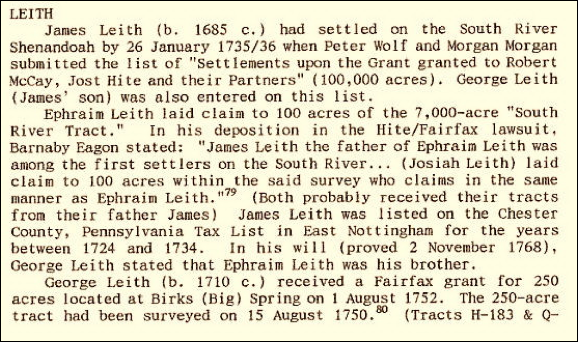 LEITH
James Leith (b. 1685 c.) had settled on the South River
Shenandoah by 26 January 1735/36 when Peter Wolf and Morgan Morgan
submitted the list of "Settlements upon the Grant granted to Robert
McCay, Jost Hite and their Partners" (100,000 acres). George Leith
(James' son) was also entered on this list.
Ephraim Leith laid claim to 100 acres of the 7,000-acre "South
River Tract." In his deposition in the Hite/Fairfax lawsuit,
Barnaby Eagon stated: "James Leith the father of Ephraim Leith was
among the first settlers on the South River... (Josiah Leith) laid
claim to 100 acres within the said survey who claims in the same
manner as Ephraim Leith."79 (Both probably received their tracts
from their father James) James Leith was listed on the Chester
County, Pennsylvania Tax List in East Nottingham for the years
between 1724 and 1734. In his will (proved 2 November 1768),
George Leith stated that Ephraim Leith was his brother.
George Leith (b. 1710 c.) received a Fairfax grant for 250
acres located at Birks (Big) Spring on 1 August 1752. The 250-acre
tract had been surveyed on 15 August 1750.80 (Tracts H-183 & Q-